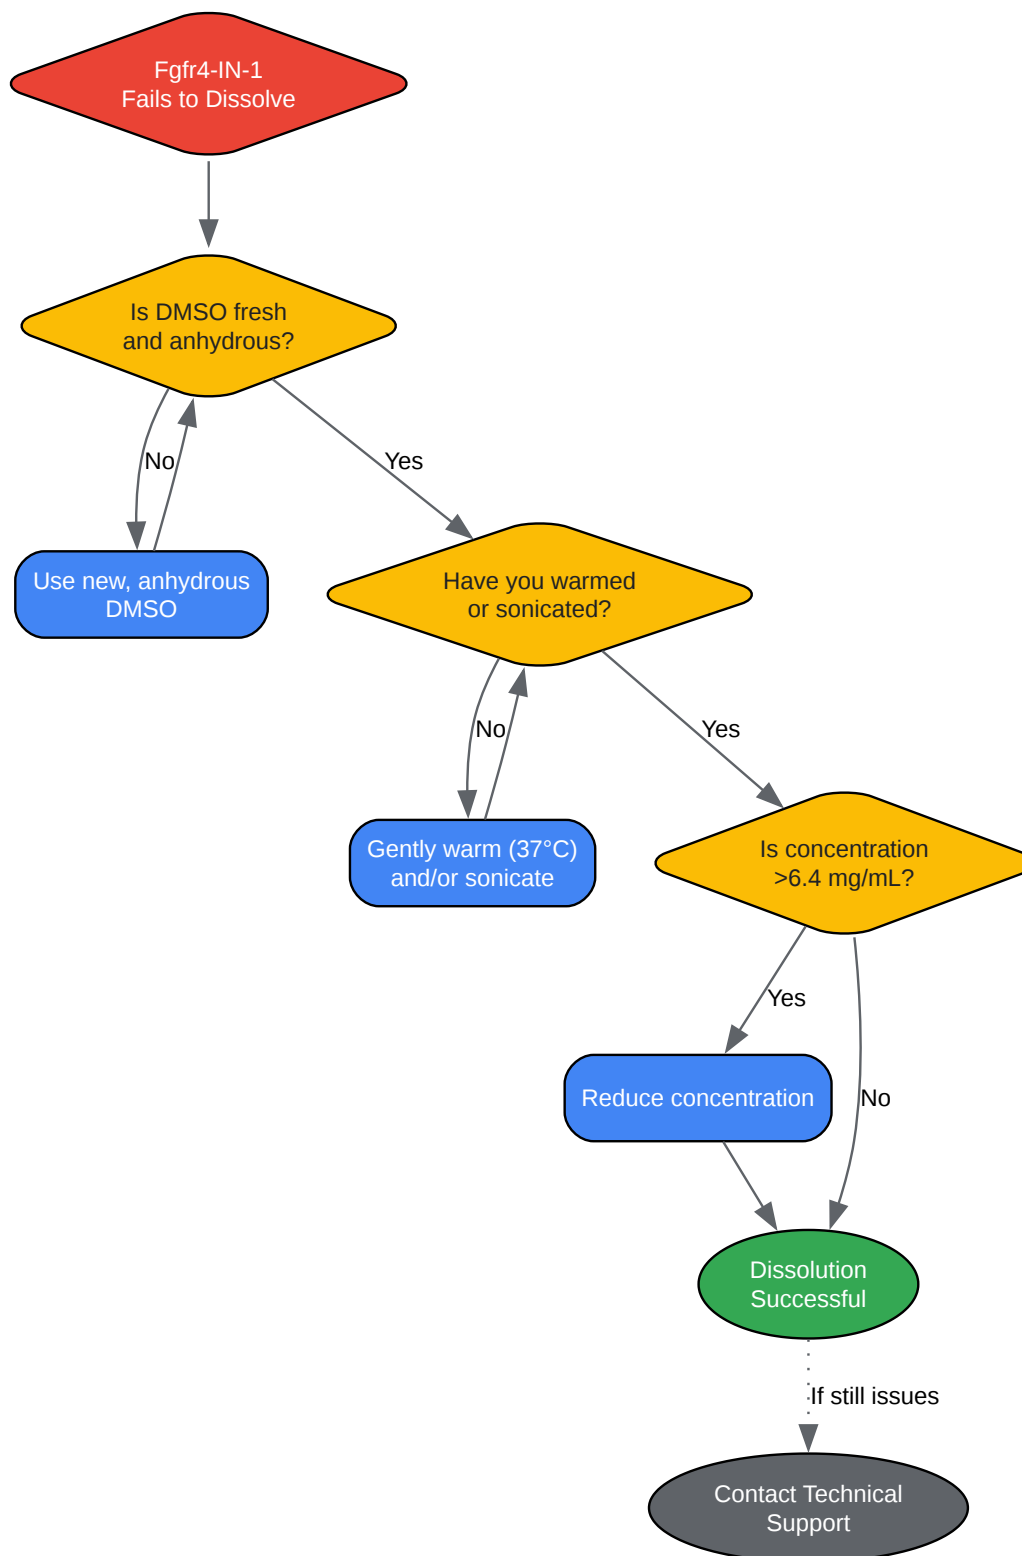 Fgfr4-IN-1
Fails to Dissolve
Is DMSO fresh
and anhydrous?
No
Yes
Use new, anhydrous
DMSO
Have you warmed
or sonicated?
No
Yes
Gently warm (37°C)
and/or sonicate
Is concentration
>6.4 mg/mL?
Yes
Reduce concentration
No
Dissolution
Successful
If still issues
Contact Technical
Support